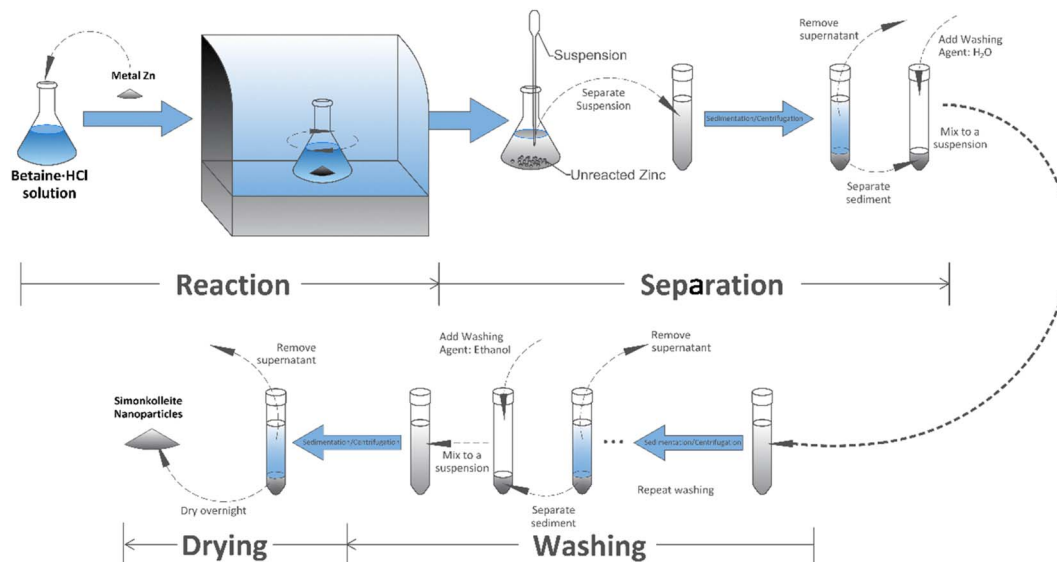 Metal Zn
Betaine·HCl
solution
Suspension
Separate
Suspension
Unreacted Zinc
Sedimentation/Centrifugation
Remove
supernatant
Add Washing
Agent: H₂O
Mix to a
suspension
Separate
sediment
Reaction
Separation
Remove
supernatant
Simonkolleite
Nanoparticles
Dry overnight
Sedimentation/Centrifugation
Add Washing
Agent: Ethanol
Mix to a
suspension
Separate
sediment
Remove
supernatant
...
Sedimentation/Centrifugation
Repeat washing
Drying
Washing